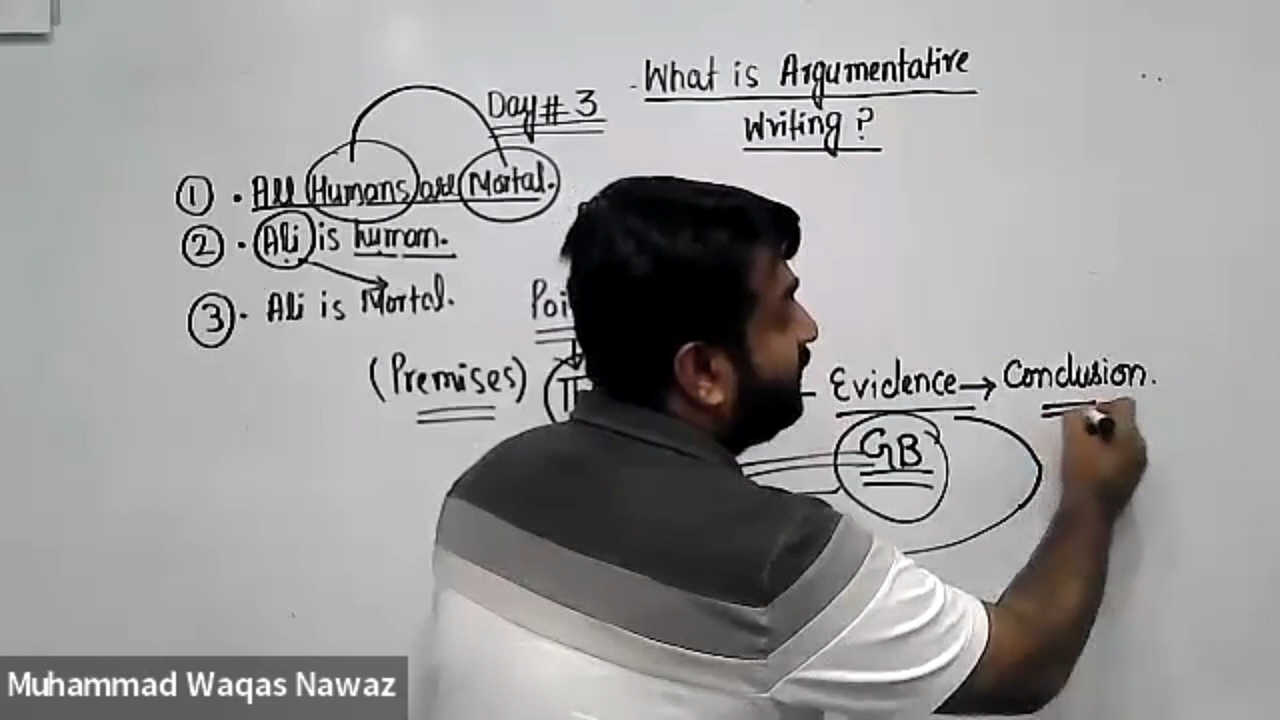 What is Argumentative
Writing?
Day # 3
① · All Humans are Mortal.
② · Ali is human.
③ · Ali is Mortal.
(Premises)
Evidence → Conclusion.
GB
Muhammad Waqas Nawaz